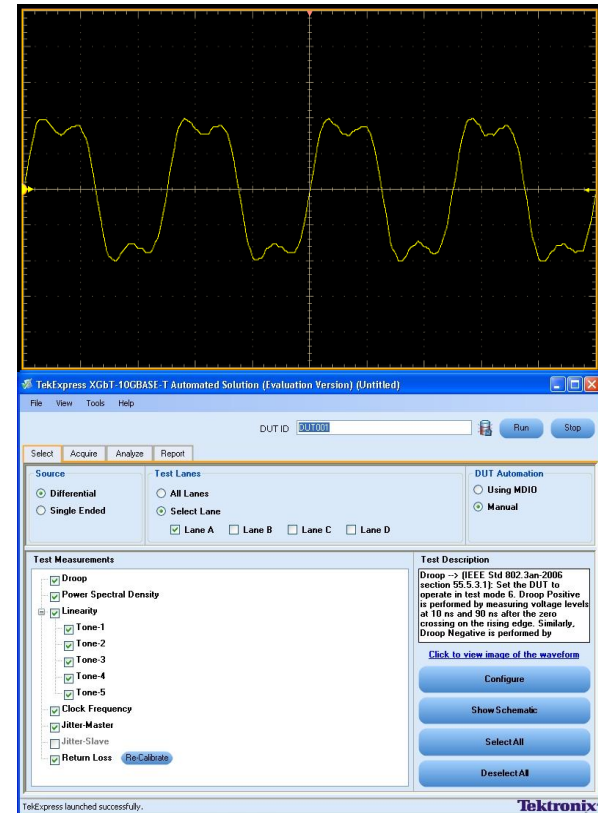 TekExpress XGbT-10GBASE-T Automated Solution (Evaluation Version) (Untitled)
File View Tools Help
DUT ID DUT001 Run Stop
Select Acquire Analyze Report
Source
Differential
Single Ended
Test Lanes
All Lanes
Select Lane
Lane A Lane B Lane C Lane D
DUT Automation
Using MDIO
Manual
Test Measurements
Droop
Power Spectral Density
Linearity
Tone-1
Tone-2
Tone-3
Tone-4
Tone-5
Clock Frequency
Jitter-Master
Jitter-Slave
Return Loss Re-Calibrate
Test Description
Droop --> (IEEE Std 802.3an-2006
section 55.5.3.1): Set the DUT to
operate in test mode 6. Droop Positive
is performed by measuring voltage levels
at 10 ns and 90 ns after the zero
crossing on the rising edge. Similarly,
Droop Negative is performed by
Click to view image of the waveform
Configure
Show Schematic
Select All
Deselect All
TekExpress launched successfully.
Tektronix